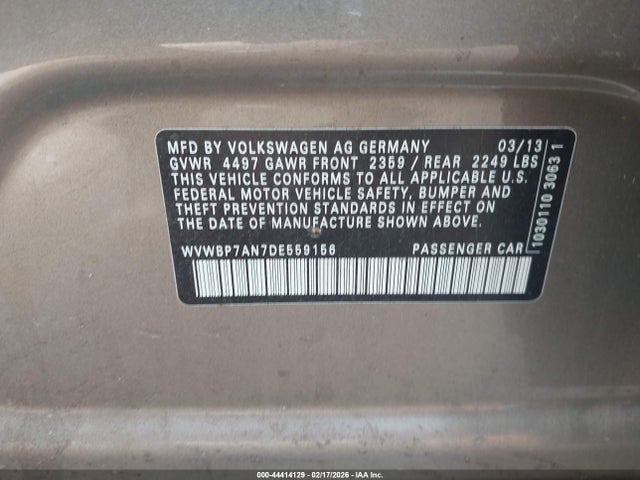 MFD BY VOLKSWAGEN AG GERMANY 03/13
GVWR 4497 GAWR FRONT 2359 / REAR 2249 LBS
THIS VEHICLE CONFORMS TO ALL APPLICABLE U.S.
FEDERAL MOTOR VEHICLE SAFETY, BUMPER AND
THEFT PREVENTION STANDARDS IN EFFECT ON
THE DATE OF MANUFACTURE SHOWN ABOVE.
WVWBP7AN7DE559156 PASSENGER CAR
1030110 3063 1
000-44414129 - 02/17/2026 - IAAI Inc.